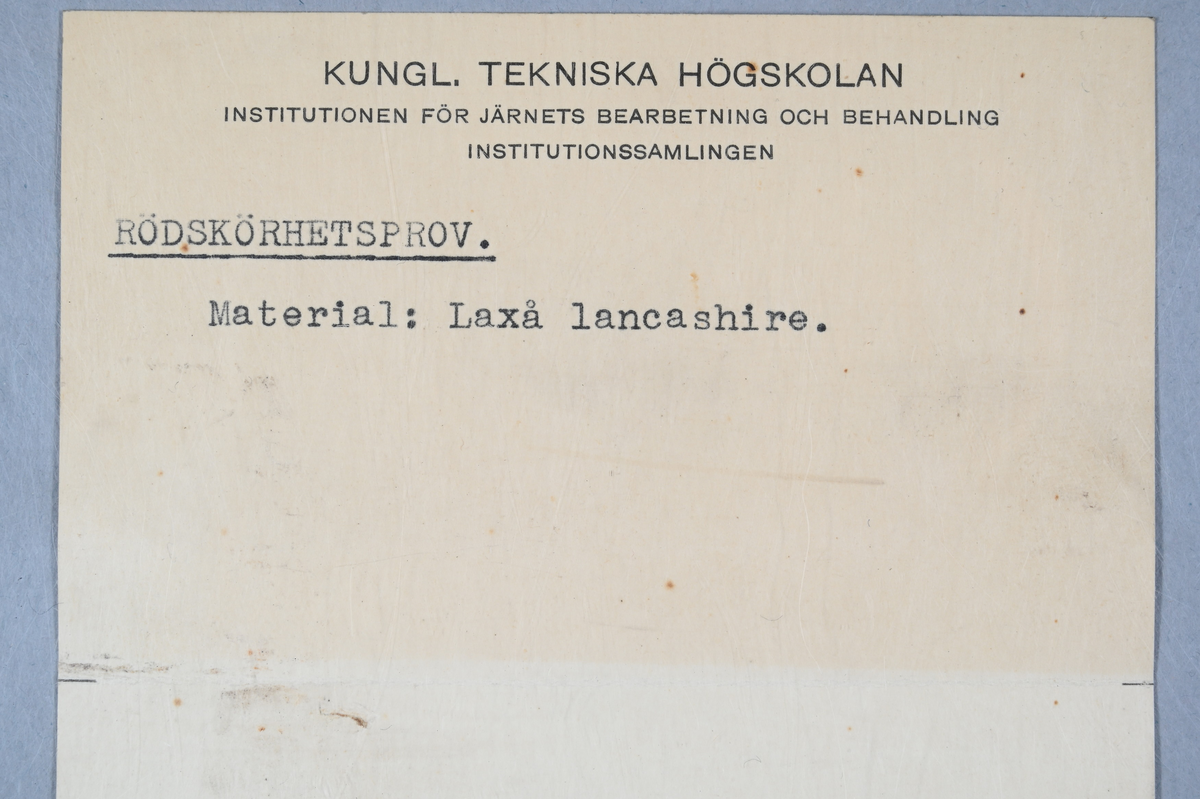 KUNGL. TEKNISKA HÖGSKOLAN
INSTITUTIONEN FÖR JÄRNETS BEARBETNING OCH BEHANDLING
INSTITUTIONSSAMLINGEN
RÖDSKÖRHETSPROV.
Material: Laxå lancashire.